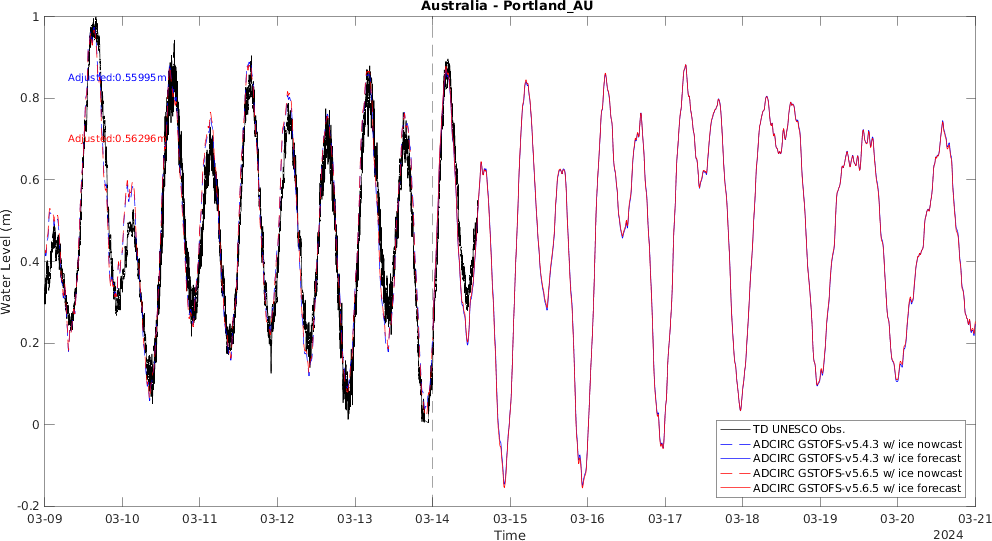 Australia - Portland_AU
1
0.8
0.6
0.4
0.2
0
-0.2
Water Level (m)
Adjusted:0.55995m
Adjusted:0.56296m
TD UNESCO Obs.
ADCIRC GSTOFS-v5.4.3 w/ ice nowcast
ADCIRC GSTOFS-v5.4.3 w/ ice forecast
ADCIRC GSTOFS-v5.6.5 w/ ice nowcast
ADCIRC GSTOFS-v5.6.5 w/ ice forecast
03-09 03-10 03-11 03-12 03-13 03-14 03-15 03-16 03-17 03-18 03-19 03-20 03-21
Time
2024